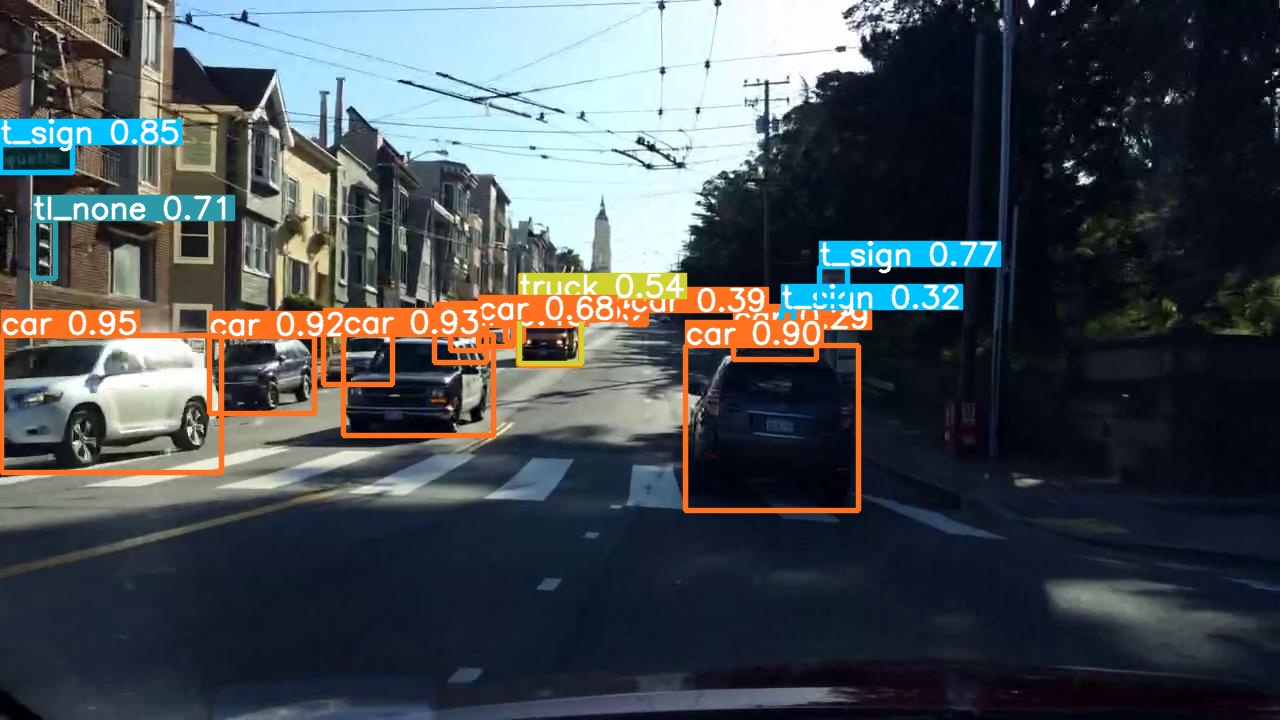 t_sign 0.85
tl_none 0.71
t_sign 0.77
truck 0.54
t_sign 0.32
car 0.39
car 0.68
car 0.95
car 0.92
car 0.93
car 0.90